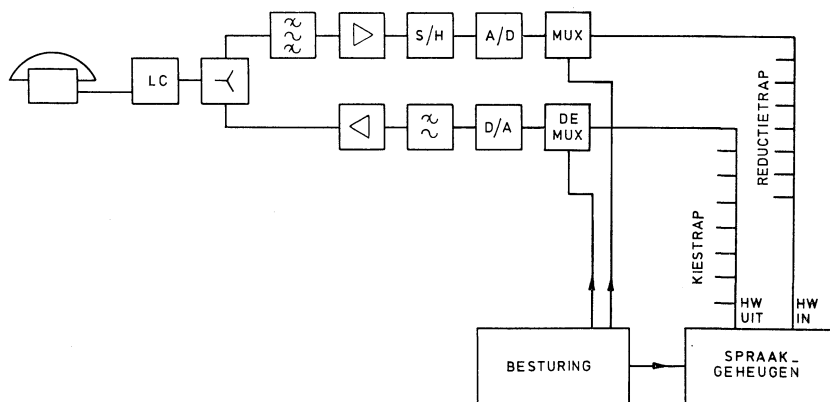 S/H
A/D
MUX
LC
D/A
DE
MUX
REDUCTIETRAP
KIESTRAP
HW
UIT
HW
IN
BESTURING
SPRAAK_
GEHEUGEN